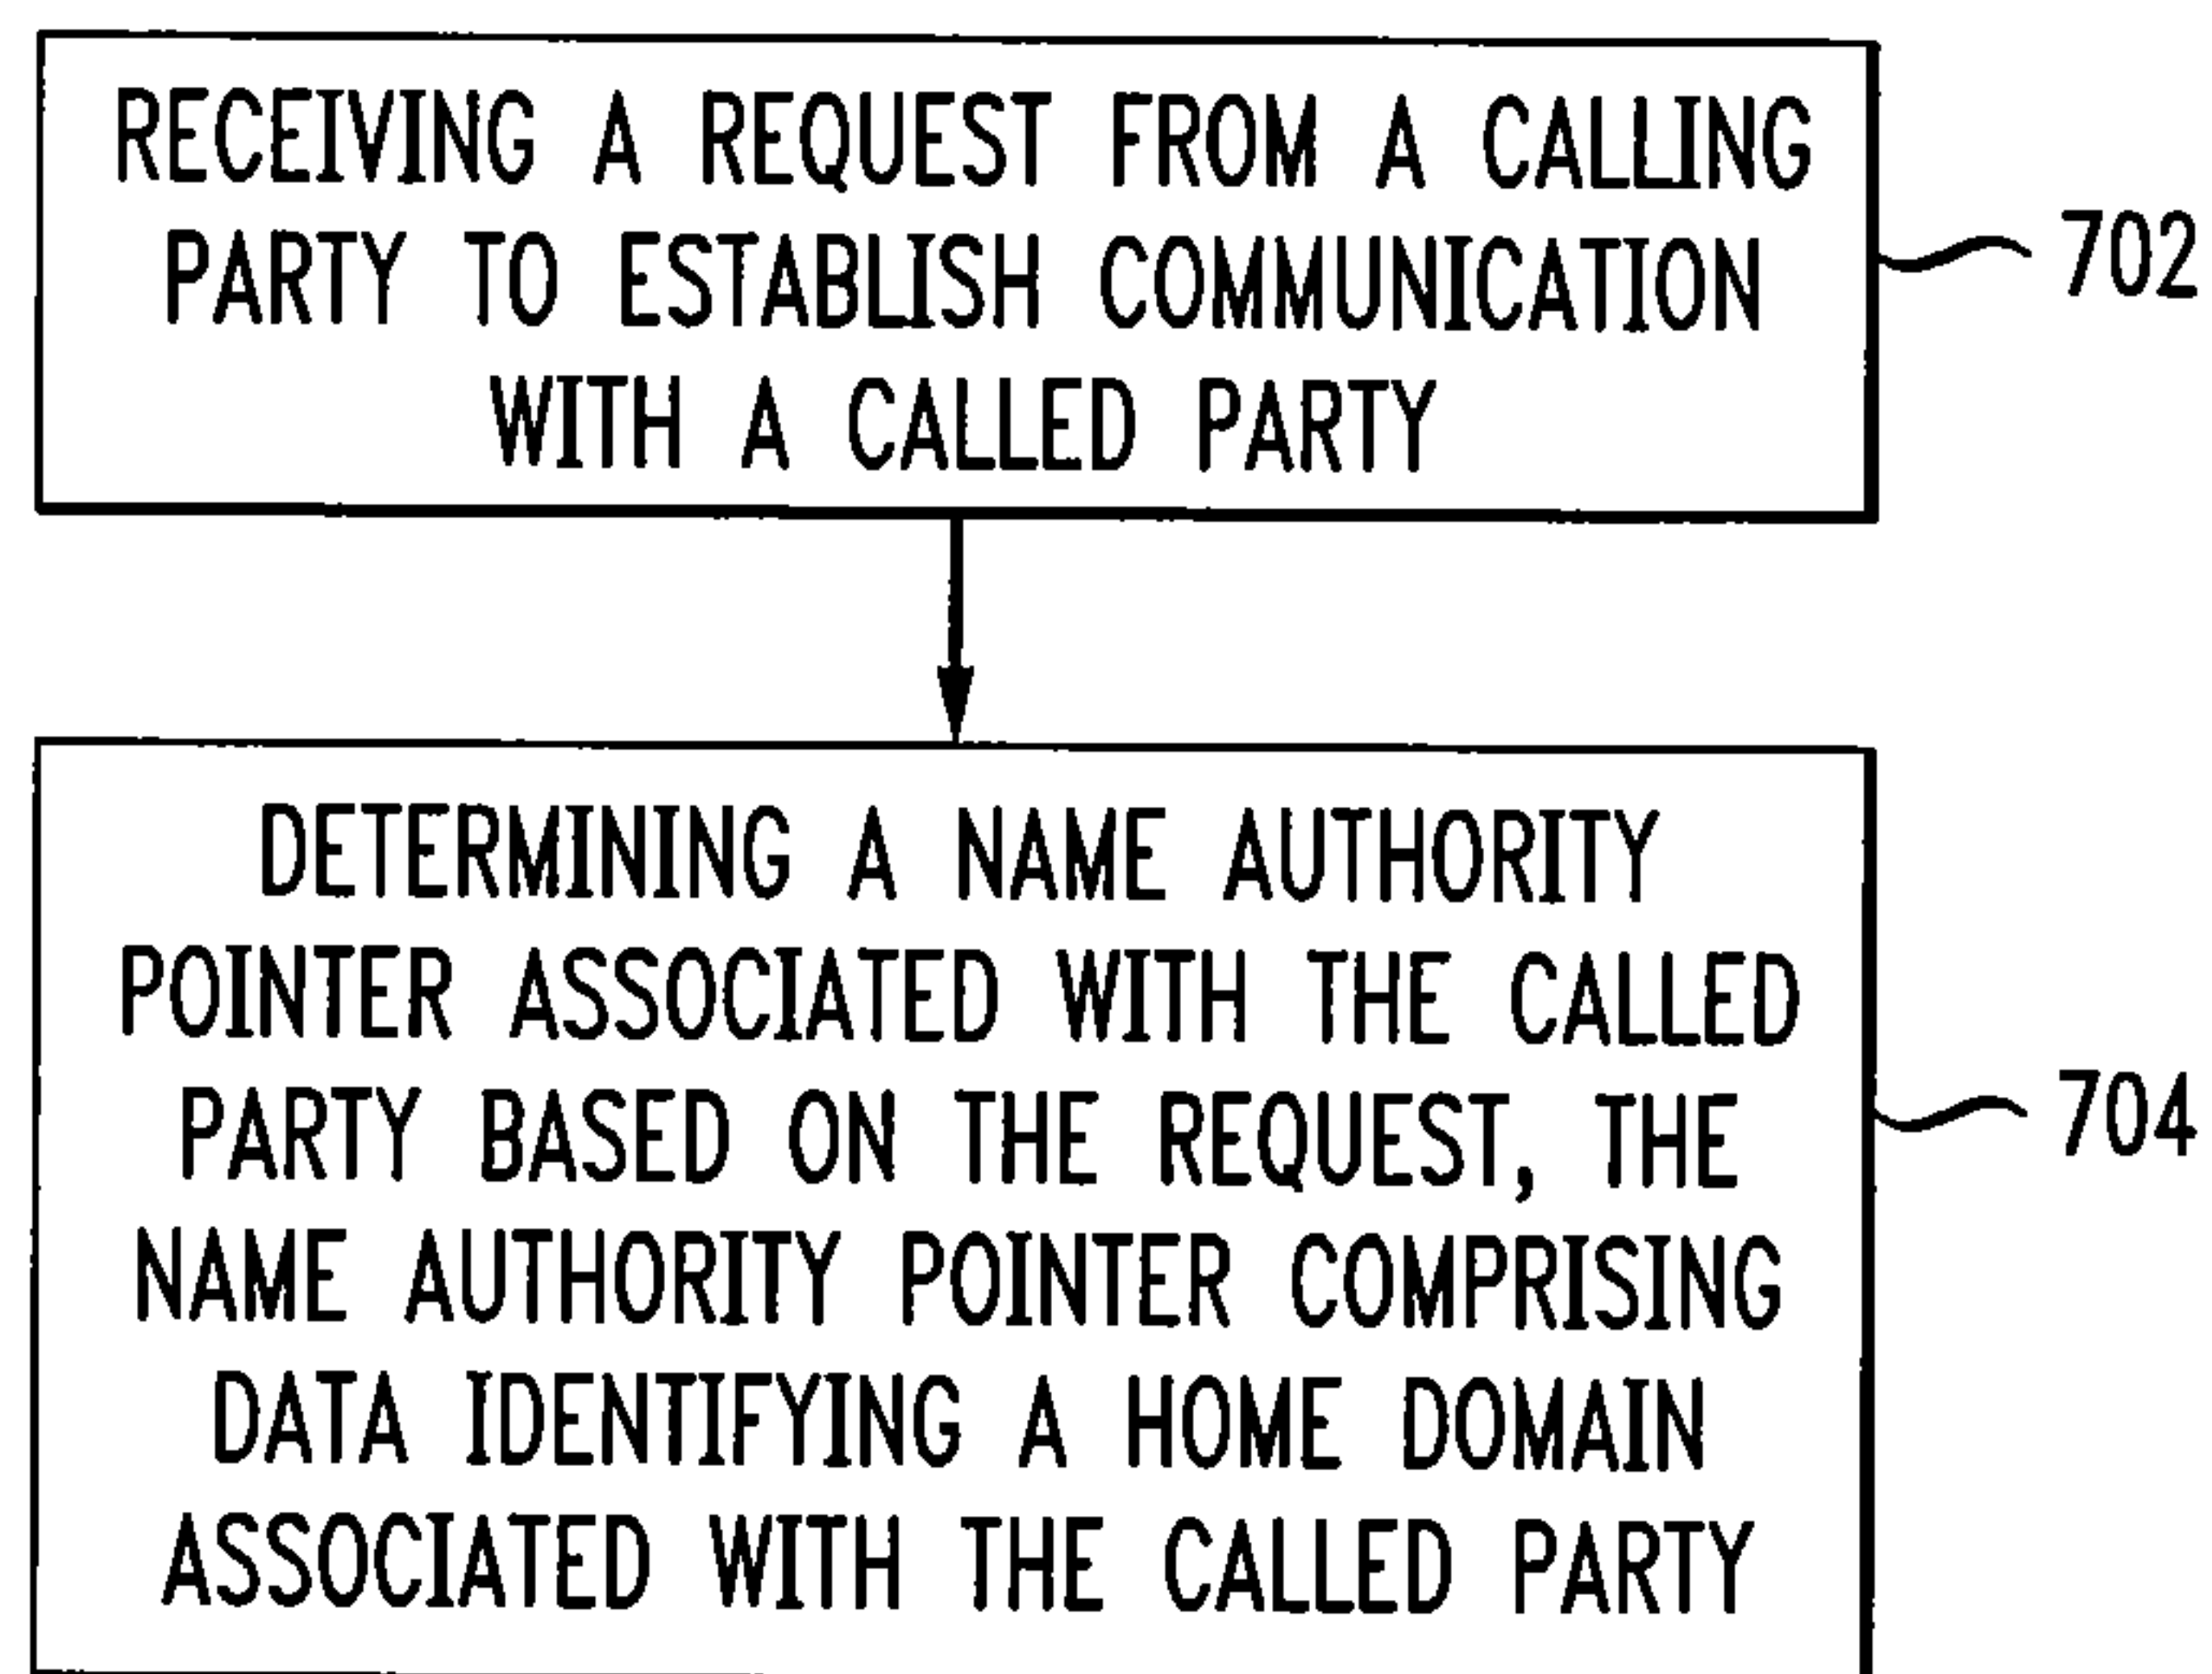 RECEIVING A REQUEST FROM A CALLING
PARTY TO ESTABLISH COMMUNICATION
WITH A CALLED PARTY
702
DETERMINING A NAME AUTHORITY
POINTER ASSOCIATED WITH THE CALLED
PARTY BASED ON THE REQUEST, THE
NAME AUTHORITY POINTER COMPRISING
DATA IDENTIFYING A HOME DOMAIN
ASSOCIATED WITH THE CALLED PARTY
704